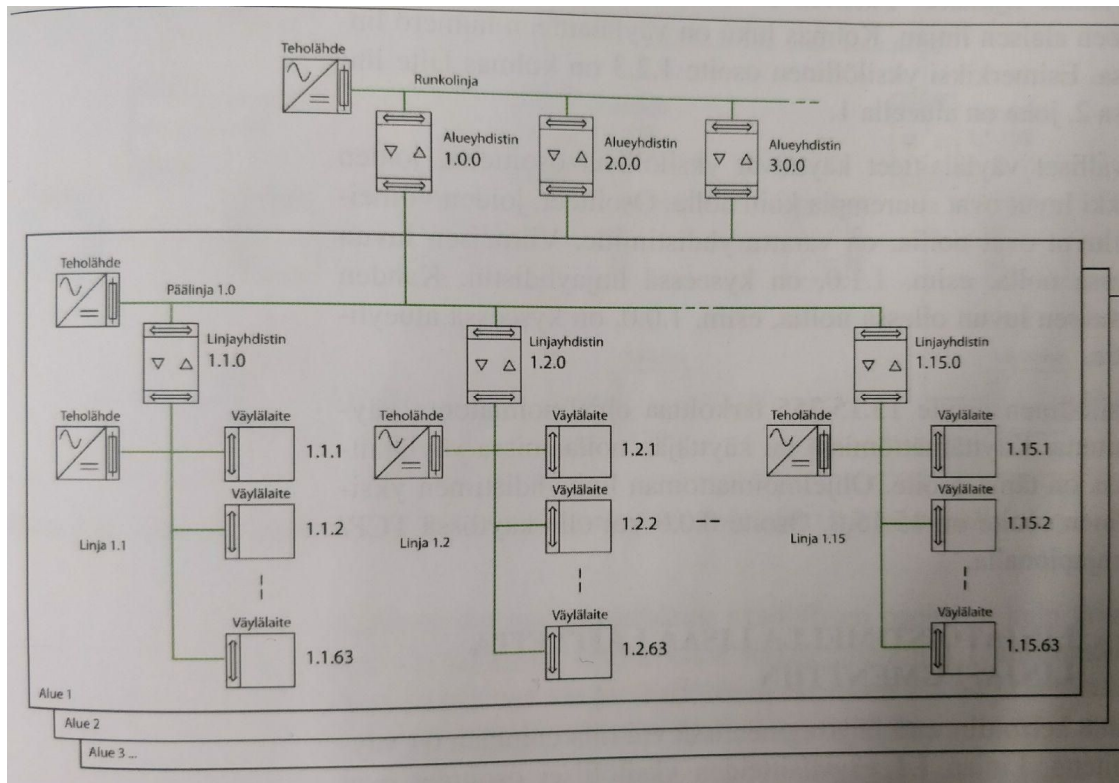 Teholähde
Runkolinja
Alueyhdistin
1.0.0
Alueyhdistin
2.0.0
Alueyhdistin
3.0.0
Teholähde
Päälinja 1.0
Linjayhdistin
1.1.0
Linjayhdistin
1.2.0
Linjayhdistin
1.15.0
Teholähde
Väylälaite
1.1.1
Väylälaite
1.1.2
Linja 1.1
Väylälaite
1.1.63
Teholähde
Väylälaite
1.2.1
Väylälaite
1.2.2
Linja 1.2
Väylälaite
1.2.63
Teholähde
Väylälaite
1.15.1
Väylälaite
1.15.2
Linja 1.15
Väylälaite
1.15.63
Alue 1
Alue 2
Alue 3 ...